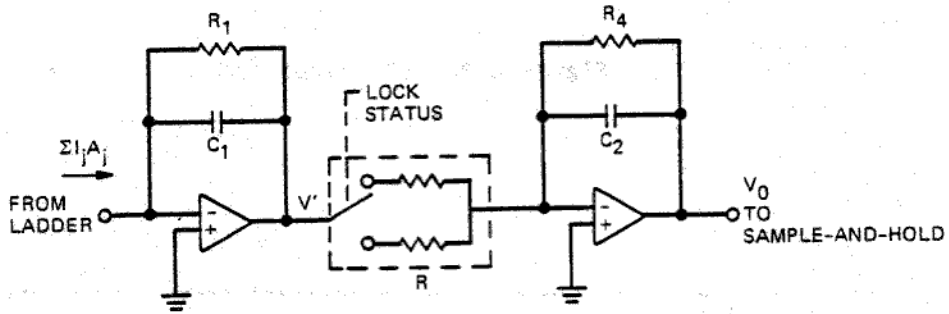 R1
R4
LOCK
STATUS
C1
C2
ΣIjAj
FROM
LADDER
−
+
V'
R
−
+
V0
TO
SAMPLE-AND-HOLD